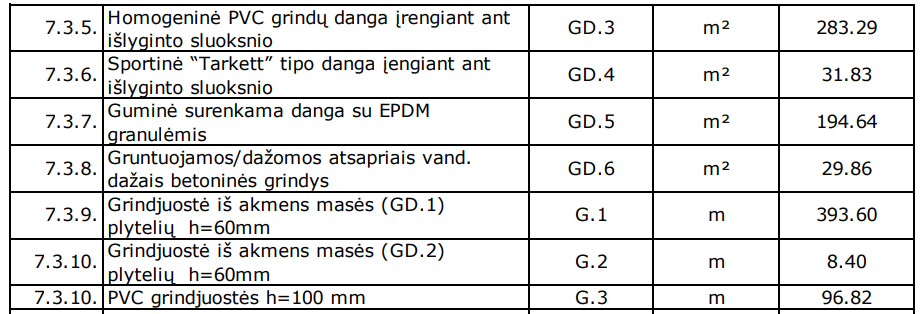 7.3.5. Homogeninė PVC grindų danga įrengiant ant išlyginto sluoksnio GD.3 m² 283.29
7.3.6. Sportinė “Tarkett” tipo danga įengiant ant išlyginto sluoksnio GD.4 m² 31.83
7.3.7. Guminė surenkama danga su EPDM granulėmis GD.5 m² 194.64
7.3.8. Gruntuojamos/dažomos atsapriais vand. dažais betoninės grindys GD.6 m² 29.86
7.3.9. Grindjuostė iš akmens masės (GD.1) plytelių h=60mm G.1 m 393.60
7.3.10. Grindjuostė iš akmens masės (GD.2) plytelių h=60mm G.2 m 8.40
7.3.10. PVC grindjuostės h=100 mm G.3 m 96.82